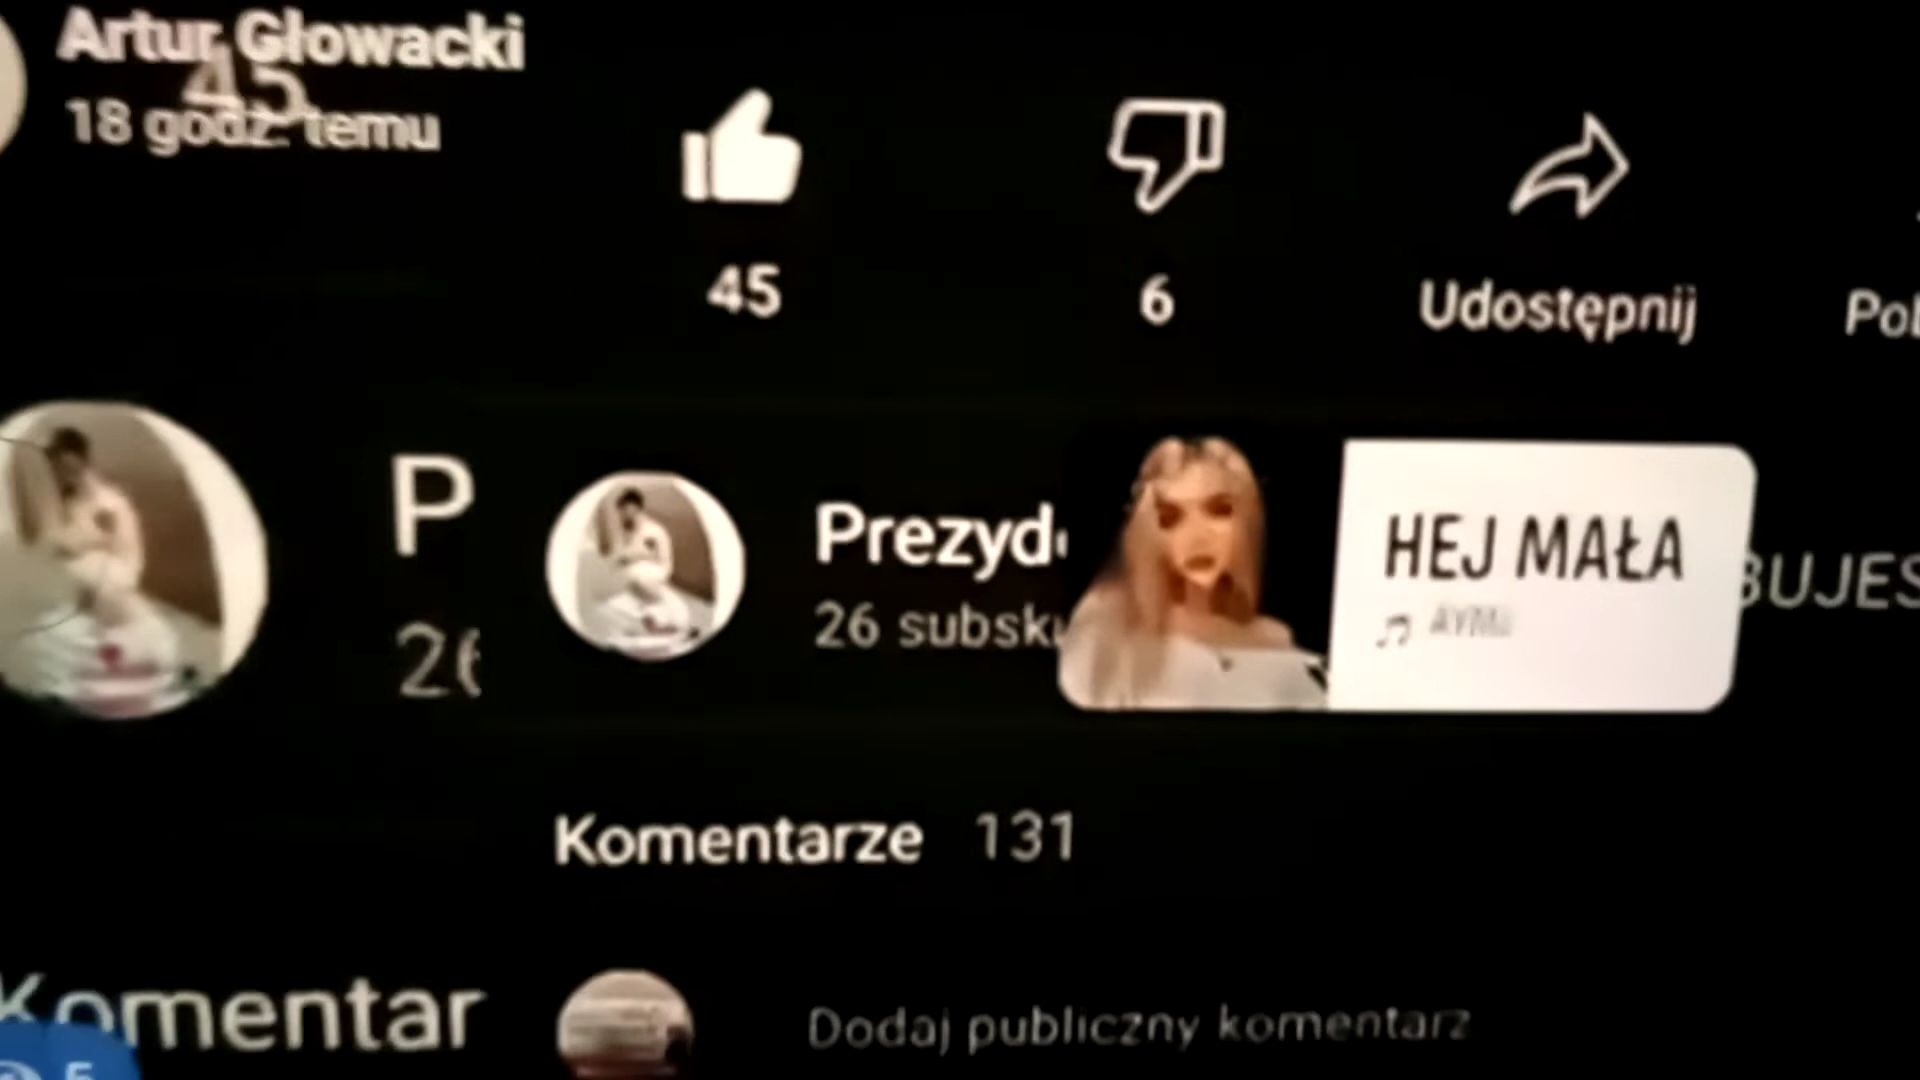 Artur Głowacki
45
18 godz. temu
45
6
Udostępnij
P
26
Prezyd
26 subsk
HEJ MAŁA
BUJES
Komentarze 131
Komentar
Dodaj publiczny komentarz
5